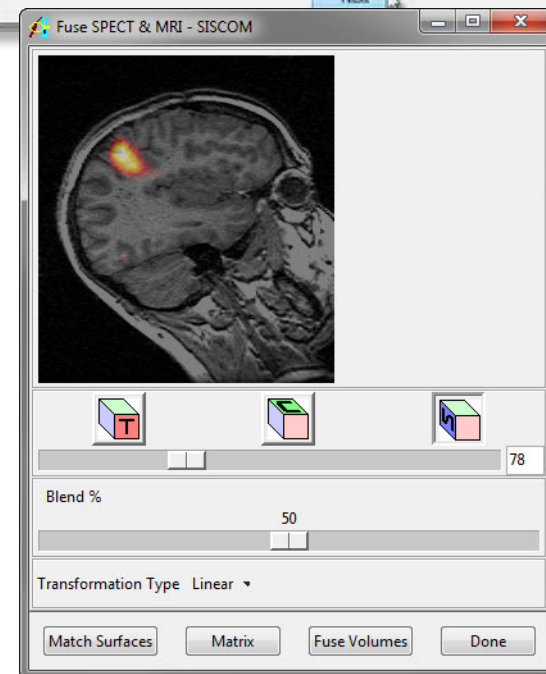 Fuse SPECT & MRI - SISCOM
T
C
S
78
Blend %
50
Transformation Type Linear
Match Surfaces Matrix Fuse Volumes Done